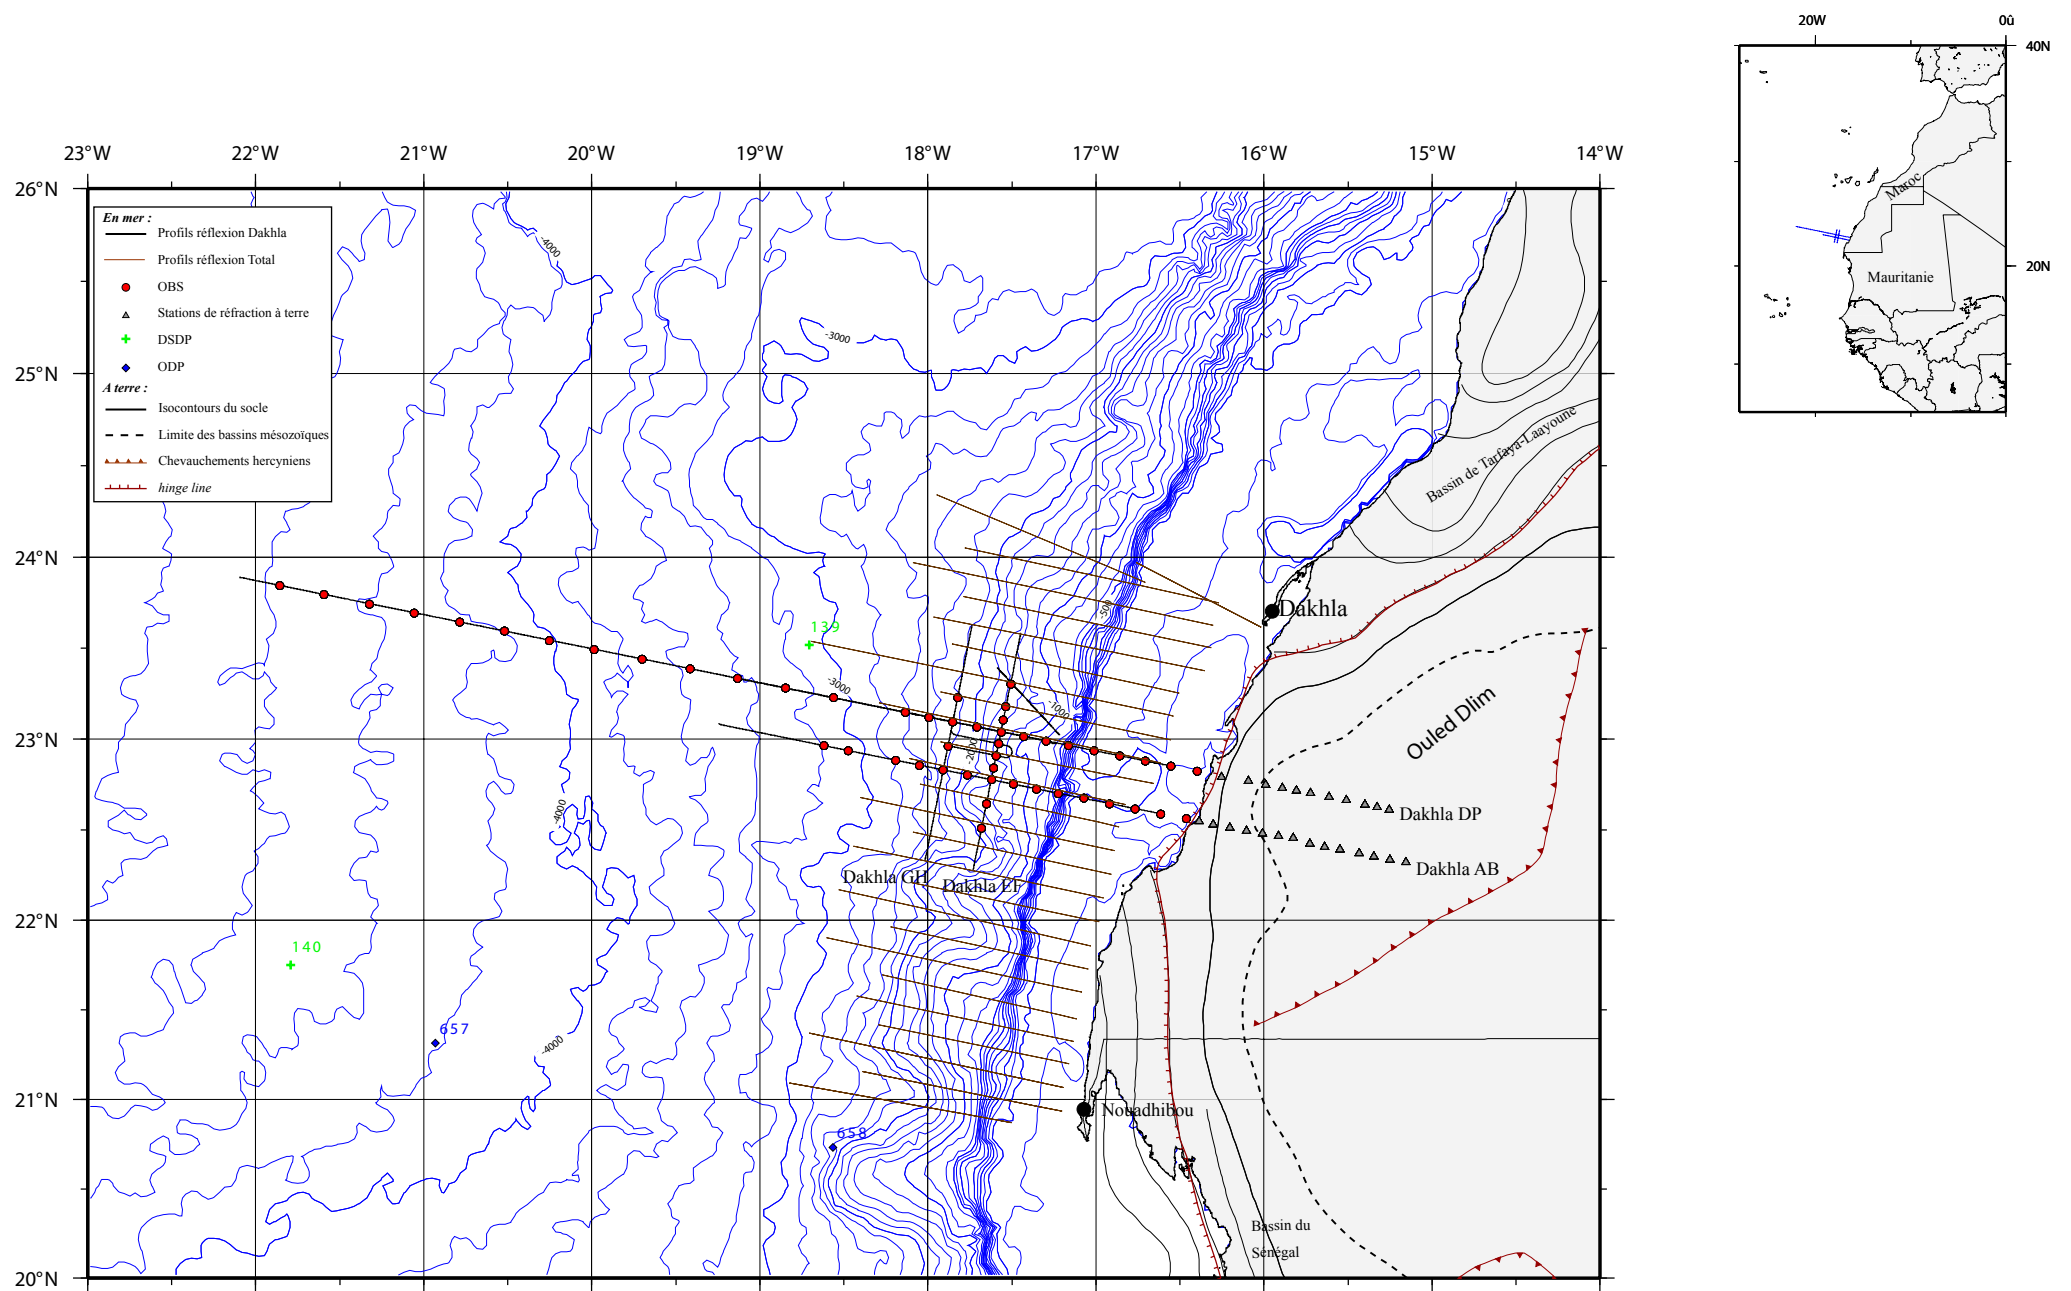 20W 0û
40N
20N
Maroc
Mauritanie
23°W 22°W 21°W 20°W 19°W 18°W 17°W 16°W 15°W 14°W
26°N
25°N
24°N
23°N
22°N
21°N
20°N
En mer :
Profils réflexion Dakhla
Profils réflexion Total
OBS
Stations de réfraction à terre
DSDP
ODP
A terre :
Isocontours du socle
Limite des bassins mésozoïques
Chevauchements hercyniens
hinge line
-4000
-3000
Bassin de Tarfaya-Laayoune
-500
Dakhla
139
-3000
-1000
-2000
Ouled Dlim
-4000
Dakhla DP
Dakhla AB
Dakhla GH
Dakhla EF
140
657
-4000
658
Nouadhibou
Bassin du
Sénégal